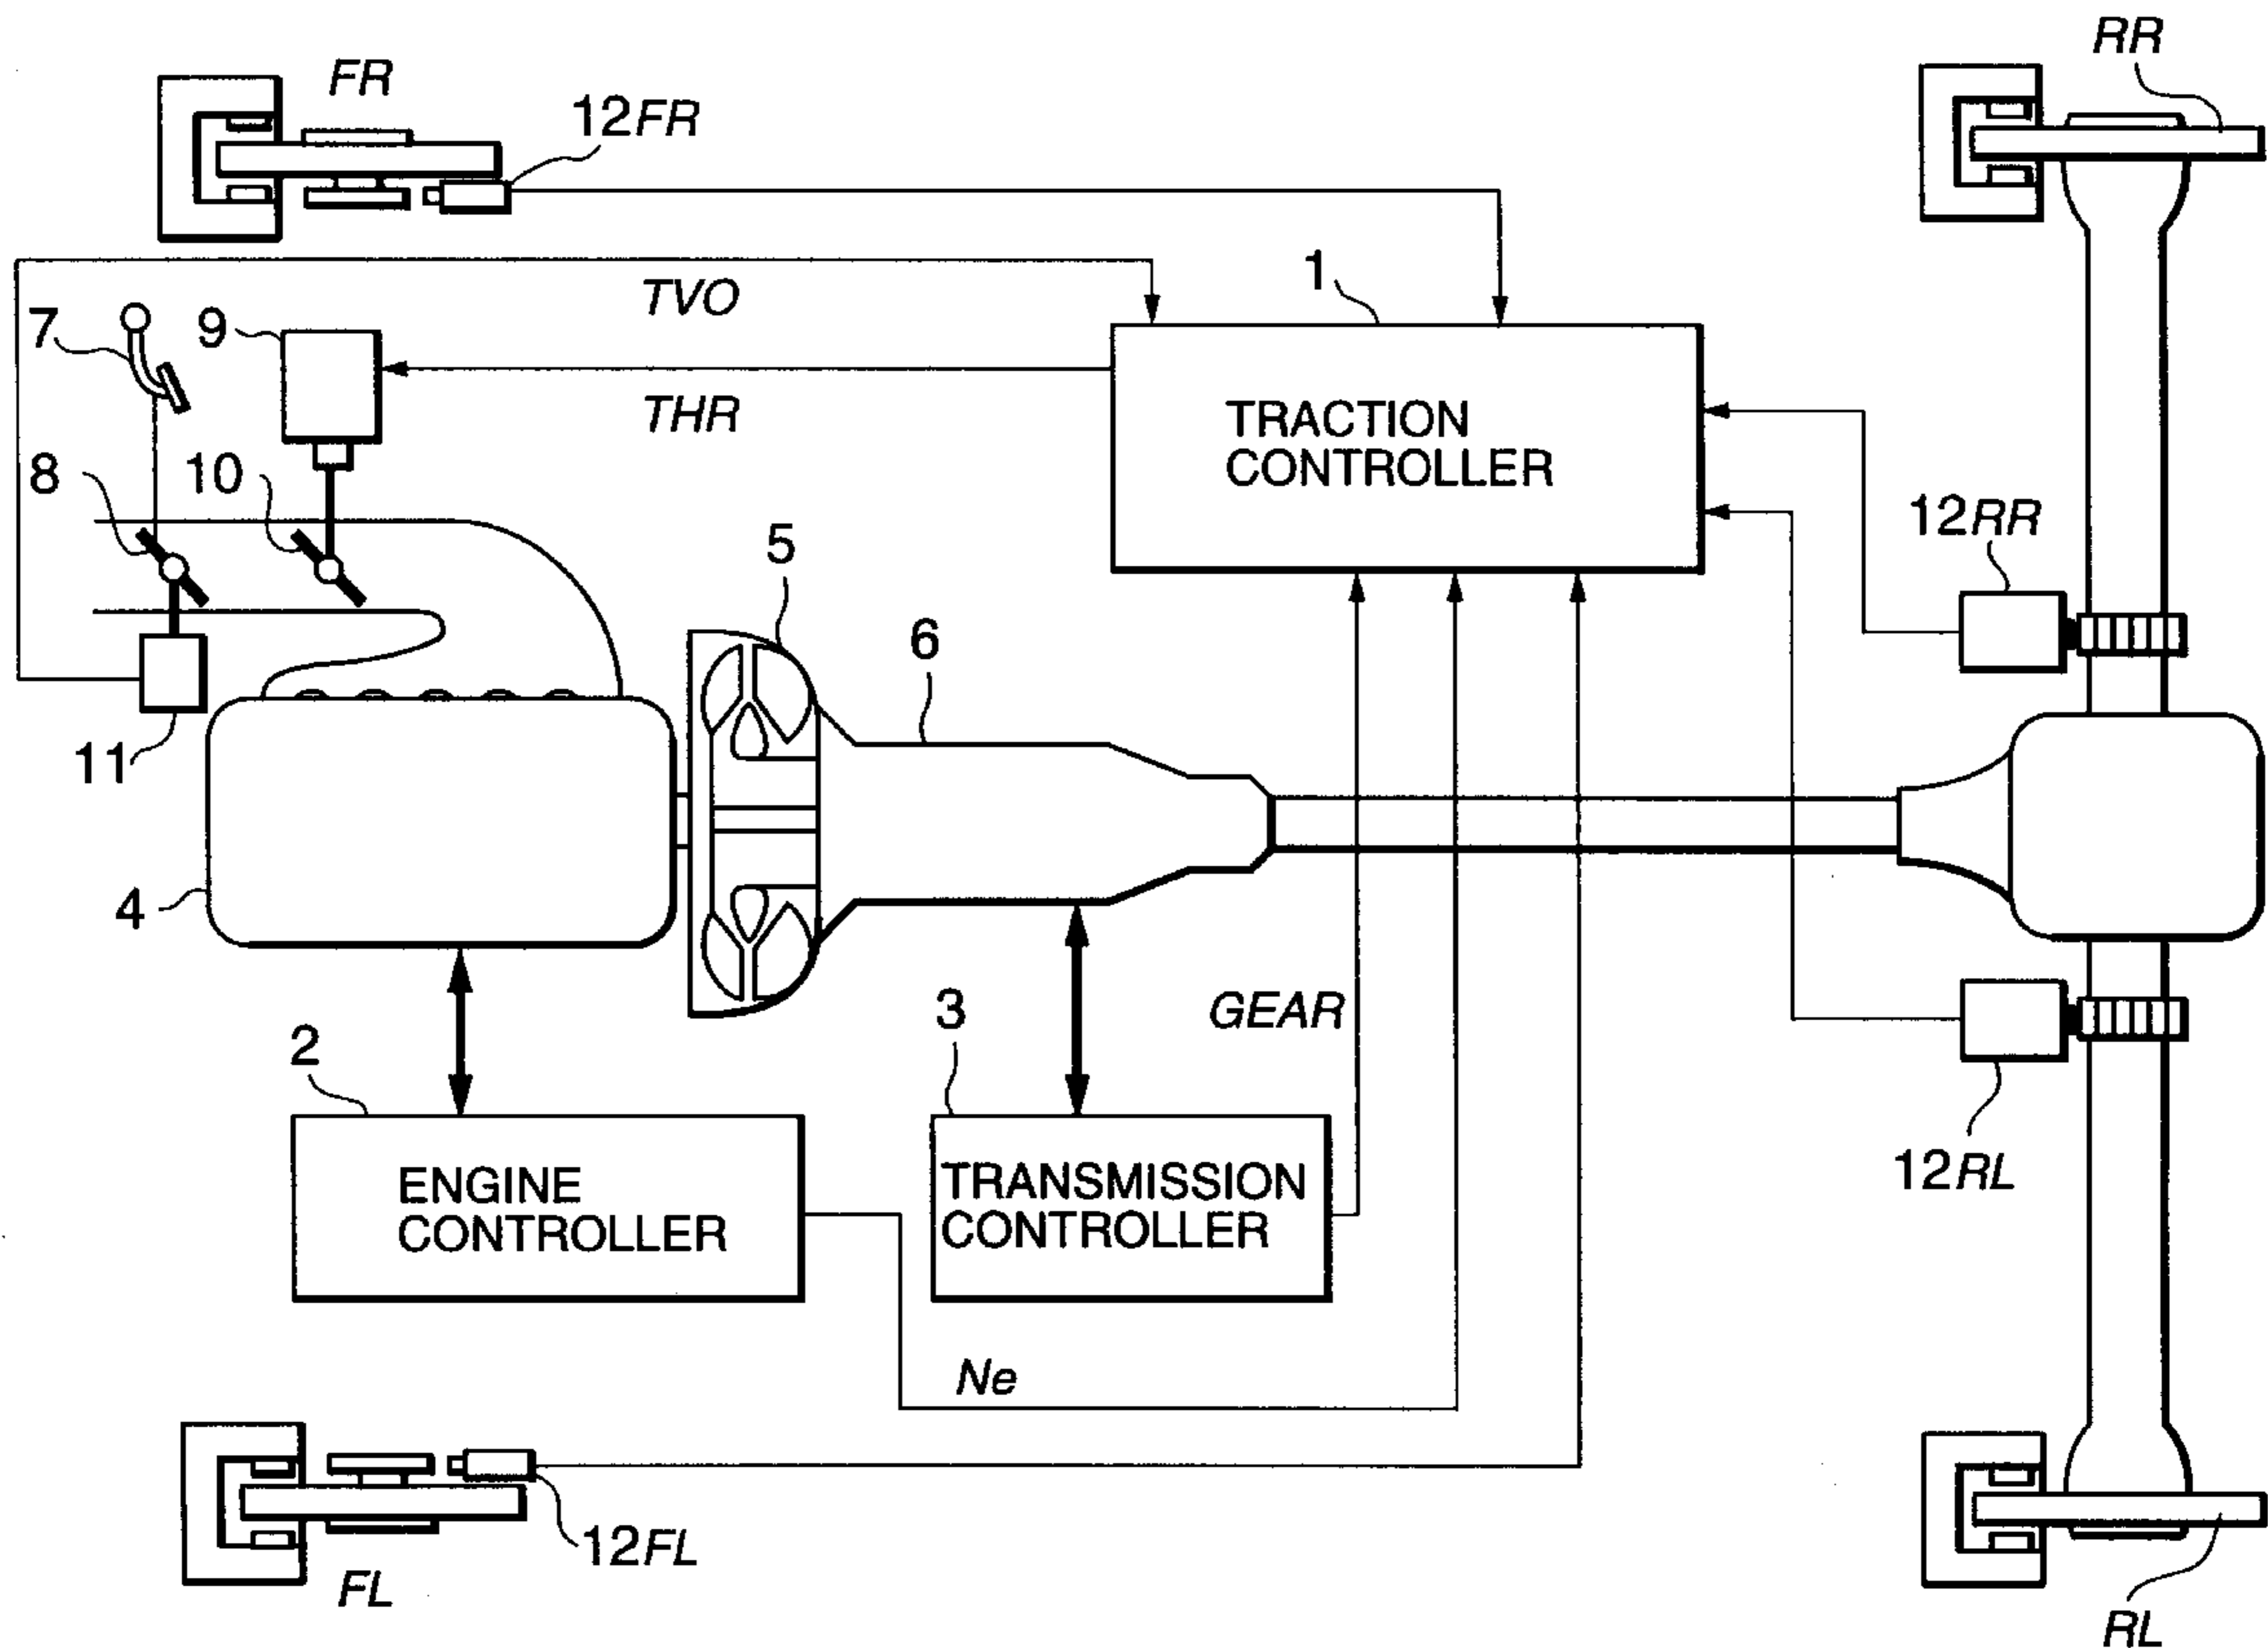 RR
FR
12FR
1
TVO
7
9
THR
TRACTION
CONTROLLER
8
10
12RR
5
6
11
4
GEAR
3
2
ENGINE
CONTROLLER
TRANSMISSION
CONTROLLER
12RL
Ne
12FL
FL
RL